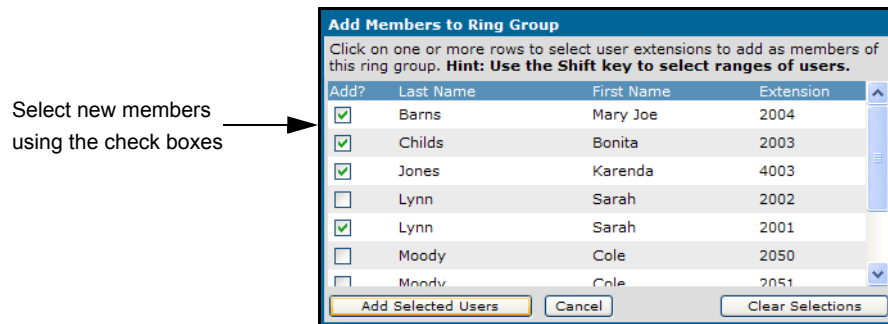 Add Members to Ring Group
Click on one or more rows to select user extensions to add as members of
this ring group. Hint: Use the Shift key to select ranges of users.
Select new members
using the check boxes
Add? Last Name First Name Extension
Barns Mary Joe 2004
Childs Bonita 2003
Jones Karenda 4003
Lynn Sarah 2002
Lynn Sarah 2001
Moody Cole 2050
Moody Cole 2051
Add Selected Users Cancel Clear Selections